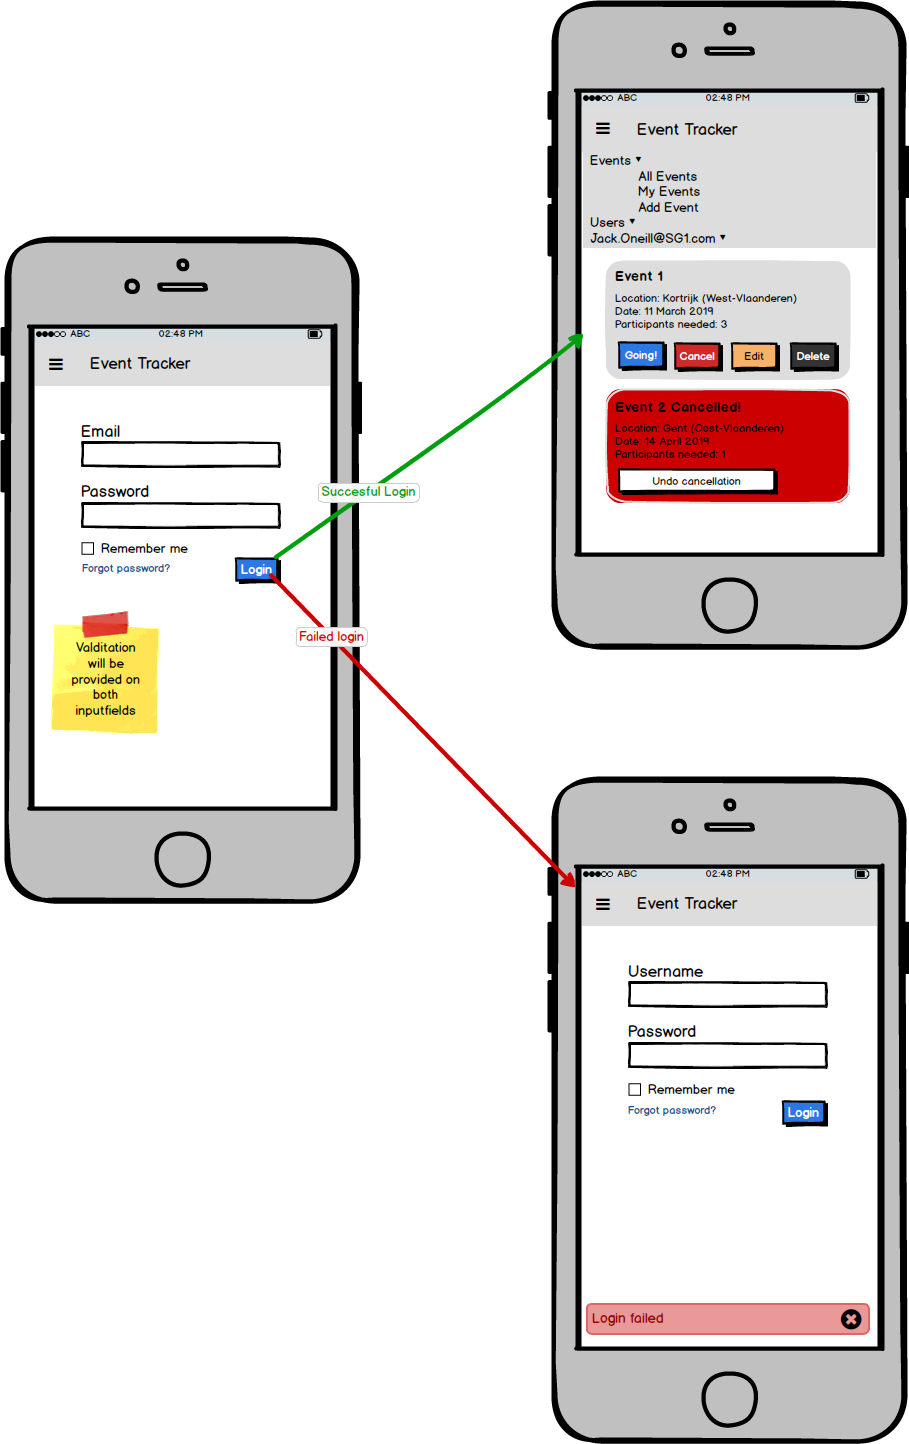 ABC 02:48 PM
Event Tracker
Events
All Events
My Events
Add Event
Users
Jack.Oneill@SG1.com
Event 1
Location: Kortrijk (West-Vlaanderen)
Date: 11 March 2019
Participants needed: 3
Going! Cancel Edit Delete
Event 2 Cancelled!
Location: Gent (Oost-Vlaanderen)
Date: 14 April 2019
Participants needed: 1
Undo cancellation
ABC 02:48 PM
Event Tracker
Email
Password
Remember me
Forgot password?
Login
Succesful Login
Failed login
Valditation
will be
provided on
both
inputfields
ABC 02:48 PM
Event Tracker
Username
Password
Remember me
Forgot password?
Login
Login failed